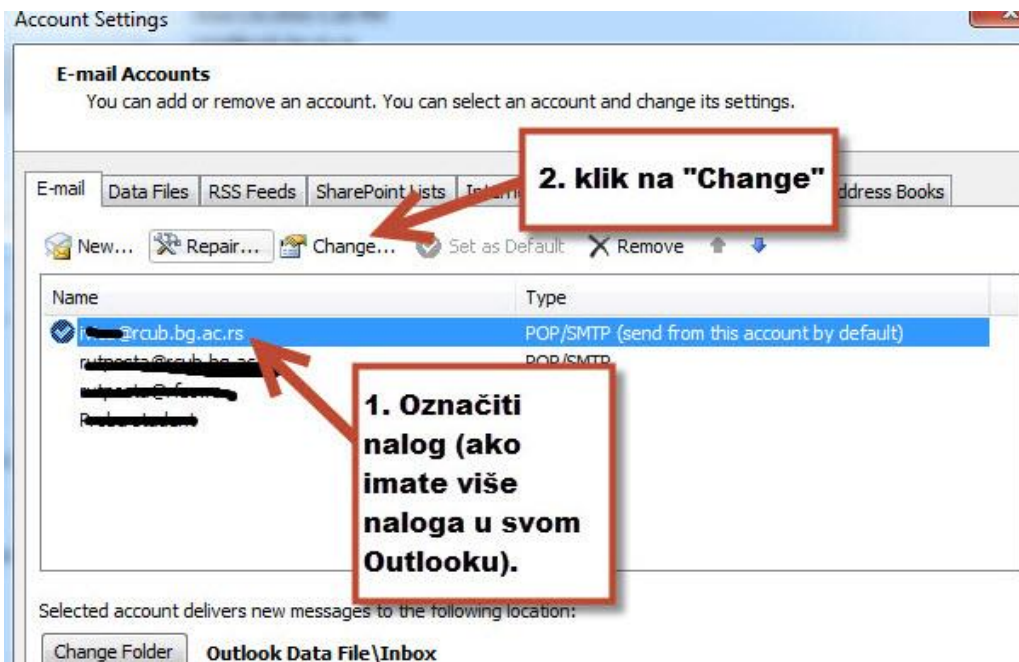 Account Settings
E-mail Accounts
You can add or remove an account. You can select an account and change its settings.
2. klik na "Change"
E-mail Data Files RSS Feeds SharePoint Lists Address Books
New... Repair... Change... Set as Default Remove
Name Type
@rcub.bg.ac.rs POP/SMTP (send from this account by default)
POP/SMTP
1. Označiti
nalog (ako
imate više
naloga u svom
Outlooku).
Selected account delivers new messages to the following location:
Change Folder Outlook Data File\Inbox